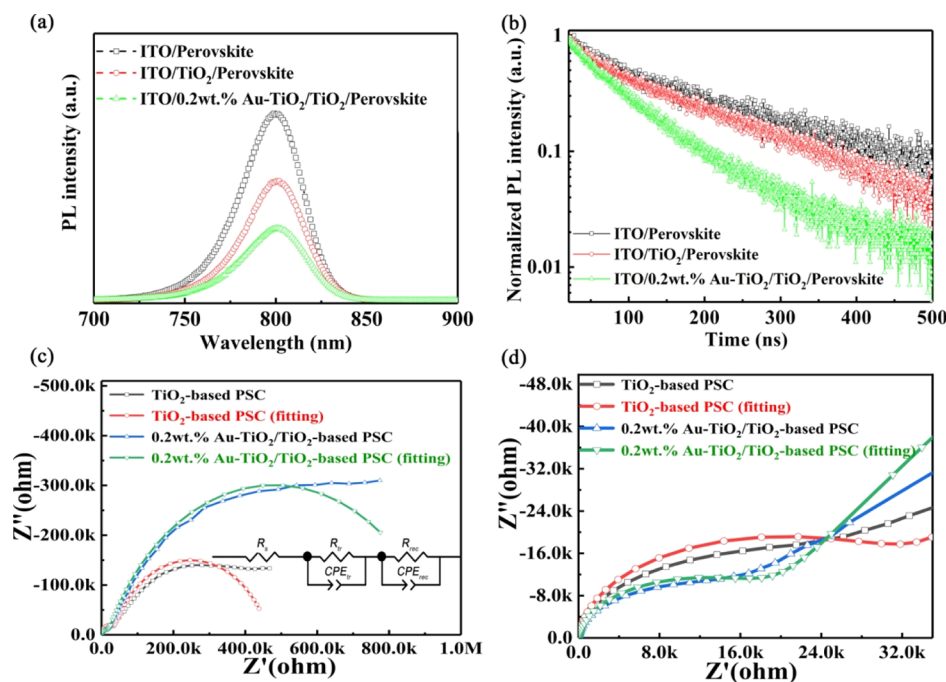 (a)
ITO/Perovskite
ITO/TiO₂/Perovskite
ITO/0.2wt.% Au-TiO₂/TiO₂/Perovskite
PL intensity (a.u.)
700 750 800 850 900
Wavelength (nm)
(b)
Normalized PL intensity (a.u.)
1
0.1
0.01
ITO/Perovskite
ITO/TiO₂/Perovskite
ITO/0.2wt.% Au-TiO₂/TiO₂/Perovskite
100 200 300 400 500
Time (ns)
(c)
-500.0k
-400.0k
-300.0k
-200.0k
-100.0k
0.0
Z''(ohm)
TiO₂-based PSC
TiO₂-based PSC (fitting)
0.2wt.% Au-TiO₂/TiO₂-based PSC
0.2wt.% Au-TiO₂/TiO₂-based PSC (fitting)
Rtr Rrec
CPEtr CPErec
0.0 200.0k 400.0k 600.0k 800.0k 1.0M
Z'(ohm)
(d)
-48.0k
-40.0k
-32.0k
-24.0k
-16.0k
-8.0k
0.0
Z''(ohm)
TiO₂-based PSC
TiO₂-based PSC (fitting)
0.2wt.% Au-TiO₂/TiO₂-based PSC
0.2wt.% Au-TiO₂/TiO₂-based PSC (fitting)
0.0 8.0k 16.0k 24.0k 32.0k
Z'(ohm)